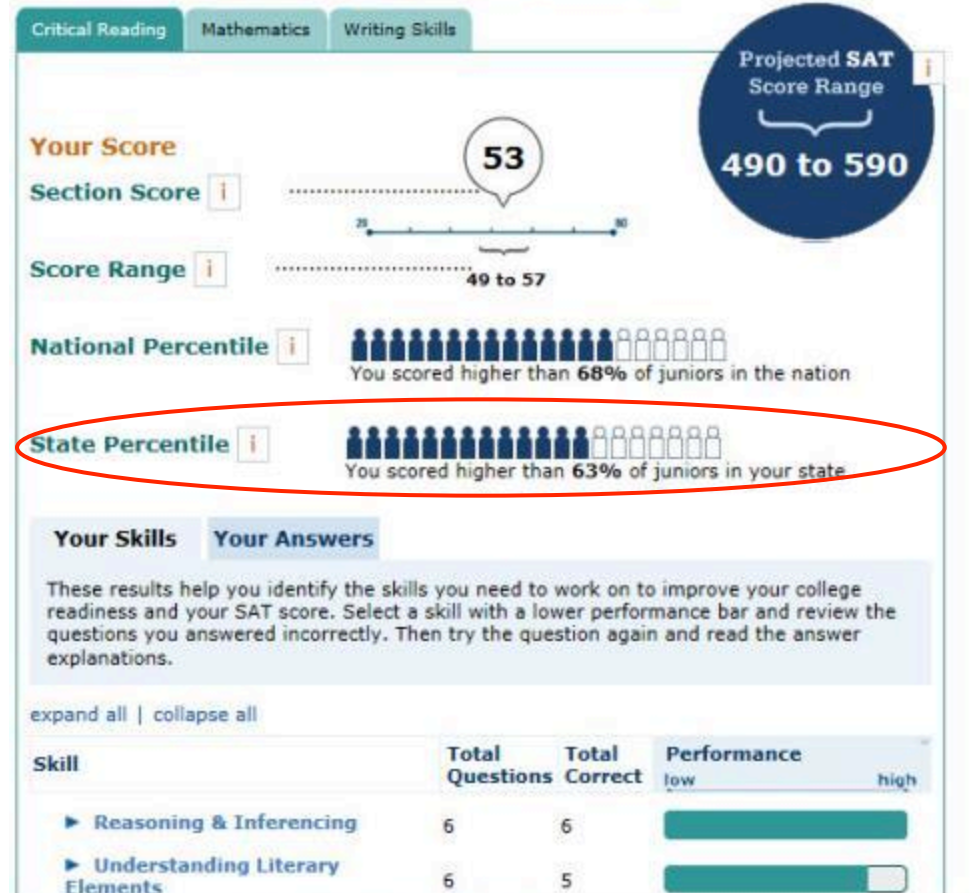 Critical Reading Mathematics Writing Skills
Projected SAT
Score Range
i
490 to 590
Your Score
53
Section Score i
20 80
Score Range i
49 to 57
National Percentile i
You scored higher than 68% of juniors in the nation
State Percentile i
You scored higher than 63% of juniors in your state
Your Skills Your Answers
These results help you identify the skills you need to work on to improve your college
readiness and your SAT score. Select a skill with a lower performance bar and review the
questions you answered incorrectly. Then try the question again and read the answer
explanations.
expand all | collapse all
Skill Total Questions Total Correct Performance
low high
Reasoning & Inferencing 6 6
Understanding Literary
Elements 6 5